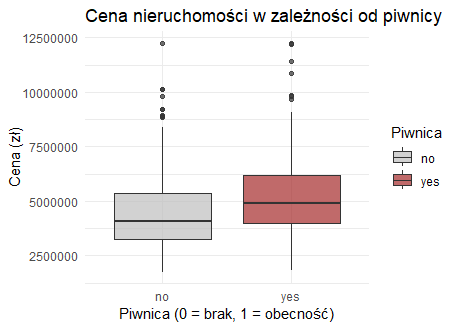 Cena nieruchomości w zależności od piwnicy
12500000
10000000
7500000
5000000
2500000
Cena (zł)
no
yes
Piwnica (0 = brak, 1 = obecność)
Piwnica
no
yes